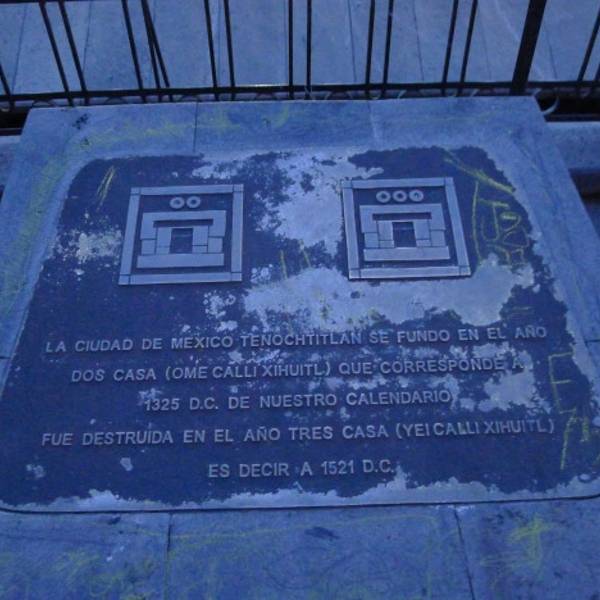 LA CIUDAD DE MEXICO TENOCHTITLAN SE FUNDO EN EL AÑO
DOS CASA (OME CALLI XIHUITL) QUE CORRESPONDE A
1325 D.C. DE NUESTRO CALENDARIO
FUE DESTRUIDA EN EL AÑO TRES CASA (YEI CALLI XIHUITL)
ES DECIR A 1521 D.C.